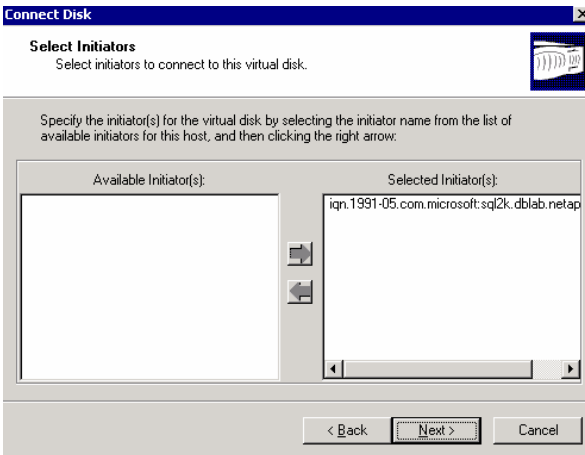 Connect Disk
Select Initiators
Select initiators to connect to this virtual disk.
Specify the initiator(s) for the virtual disk by selecting the initiator name from the list of
available initiators for this host, and then clicking the right arrow:
Available Initiator(s):
Selected Initiator(s):
iqn.1991-05.com.microsoft:sql2k.dblab.netap
< Back
Next >
Cancel